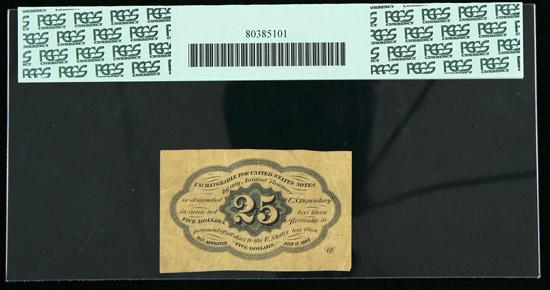 PCGS CURRENCY
80385101
EXCHANGEABLE FOR UNITED STATES NOTES
by any Assistant Treasurer
or designated U.S. Depositary
in sums not less than
FIVE DOLLARS Receivable in
payment of all dues to the U. States less than
ACT APPROVED FIVE DOLLARS. JULY 17. 1862
25